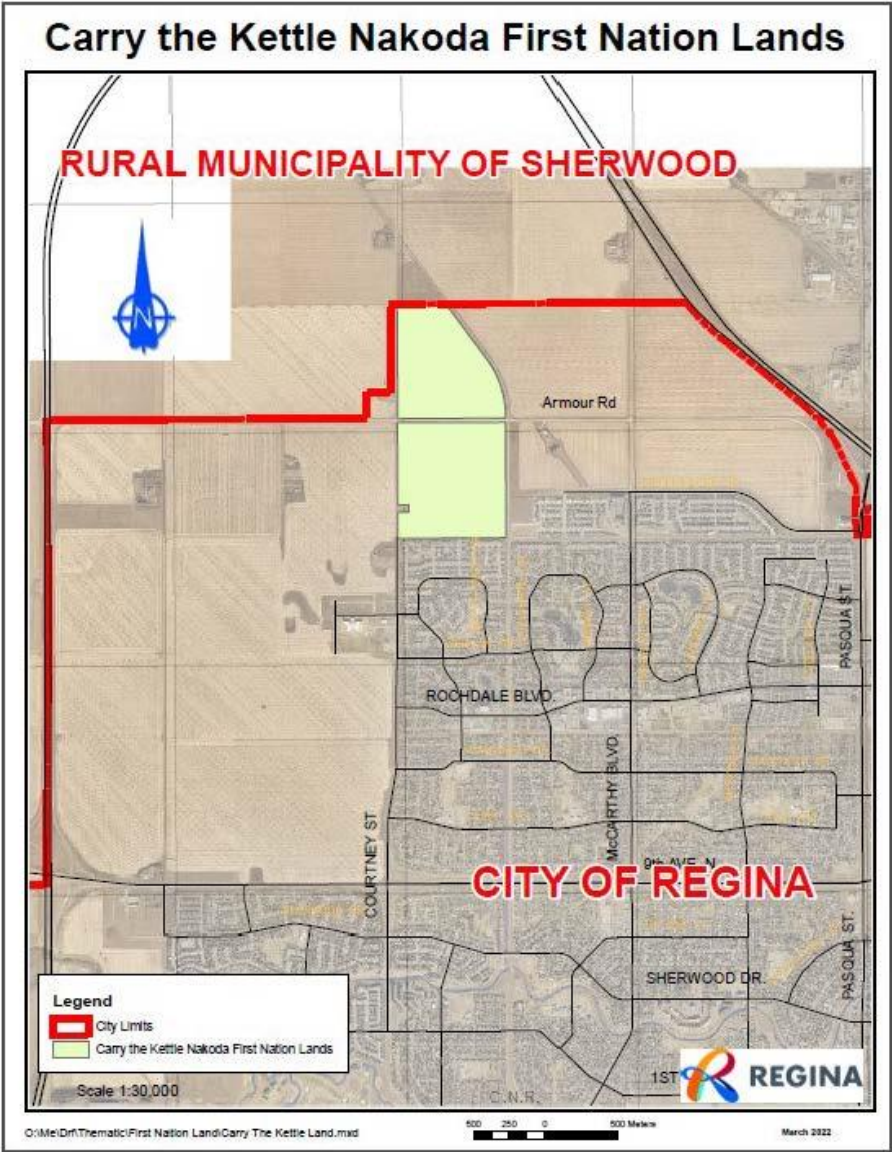 Carry the Kettle Nakoda First Nation Lands
RURAL MUNICIPALITY OF SHERWOOD
N
Armour Rd
PASQUA ST
ROCHDALE BLVD
McCARTHY BLVD.
COURTNEY ST
9th AVE. N
CITY OF REGINA
PASQUA ST.
SHERWOOD DR.
Legend
City Limits
Carry the Kettle Nakoda First Nation Lands
1ST
REGINA
Scale 1:30,000
C.N.R.
O:\Me\Drf\Thematic\First Nation Land\Carry The Kettle Land.mxd
500 250 0 500 Meters
March 2022